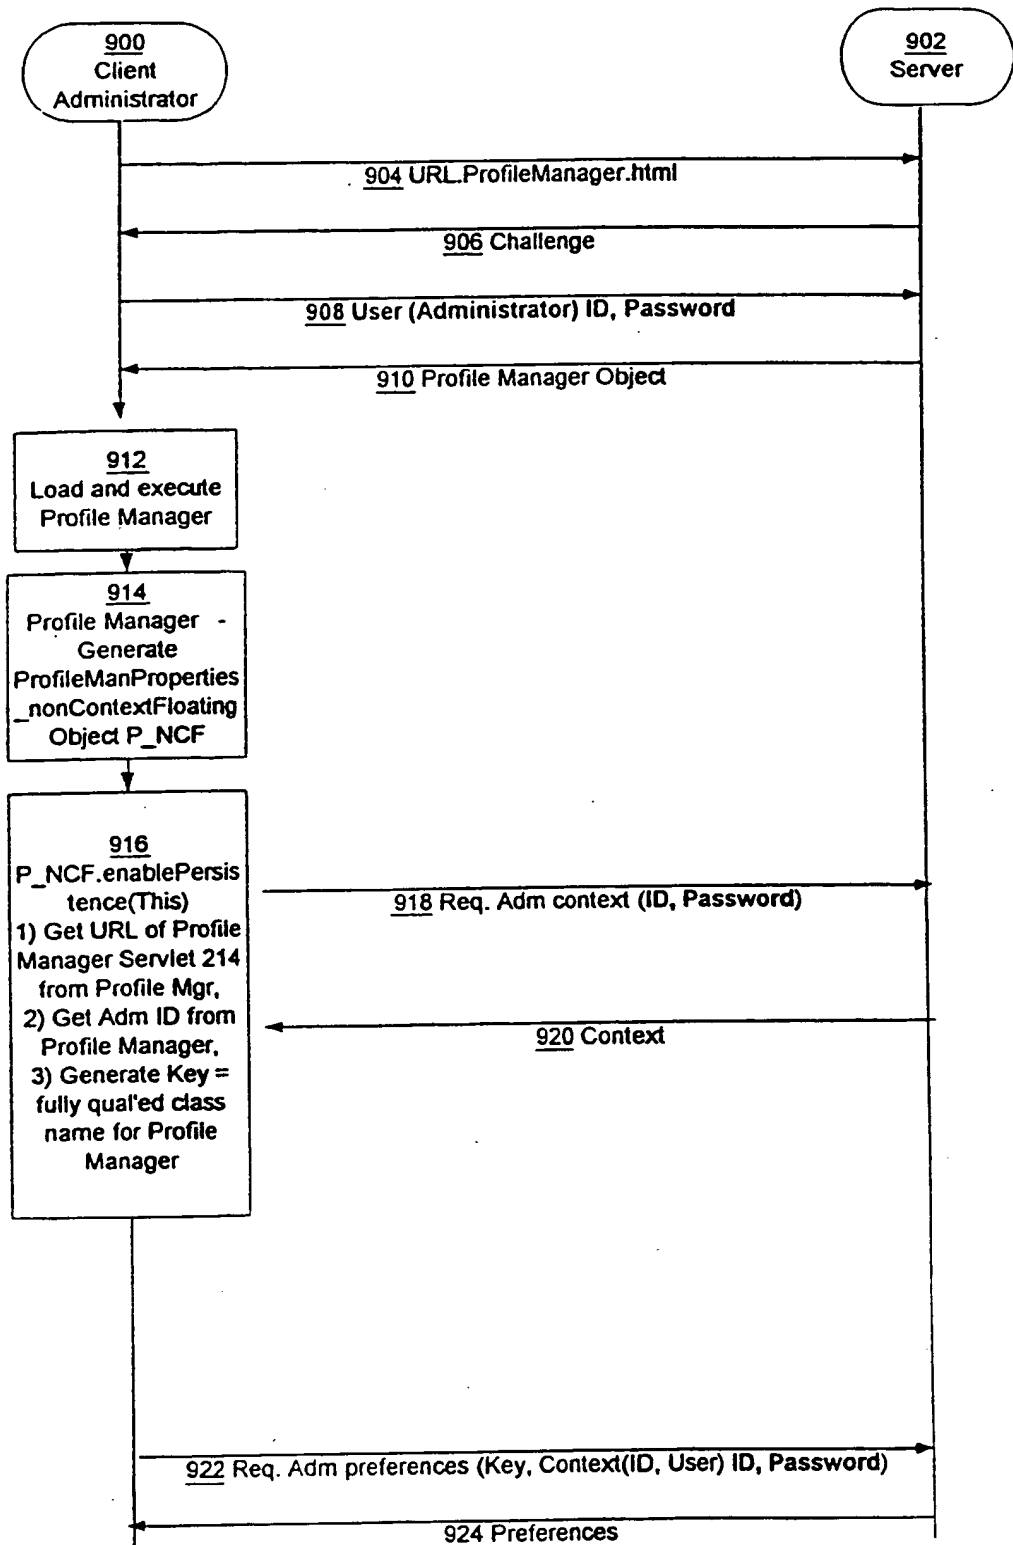 900
Client
Administrator
902
Server
904 URL.ProfileManager.html
906 Challenge
908 User (Administrator) ID, Password
910 Profile Manager Object
912
Load and execute
Profile Manager
914
Profile Manager -
Generate
ProfileManProperties
_nonContextFloating
Object P_NCF
916
P_NCF.enablePersis
tence(This)
1) Get URL of Profile
Manager Servlet 214
from Profile Mgr,
2) Get Adm ID from
Profile Manager,
3) Generate Key =
fully qual'ed class
name for Profile
Manager
918 Req. Adm context (ID, Password)
920 Context
922 Req. Adm preferences (Key, Context(ID, User) ID, Password)
924 Preferences